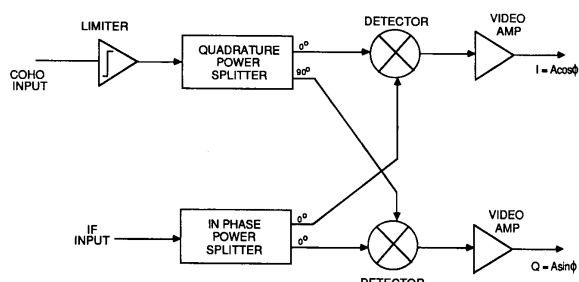 LIMITER
COHO
INPUT
QUADRATURE
POWER
SPLITTER
0°
90°
DETECTOR
VIDEO
AMP
I = Acosϕ
IF
INPUT
IN PHASE
POWER
SPLITTER
0°
0°
DETECTOR
VIDEO
AMP
Q = Asinϕ